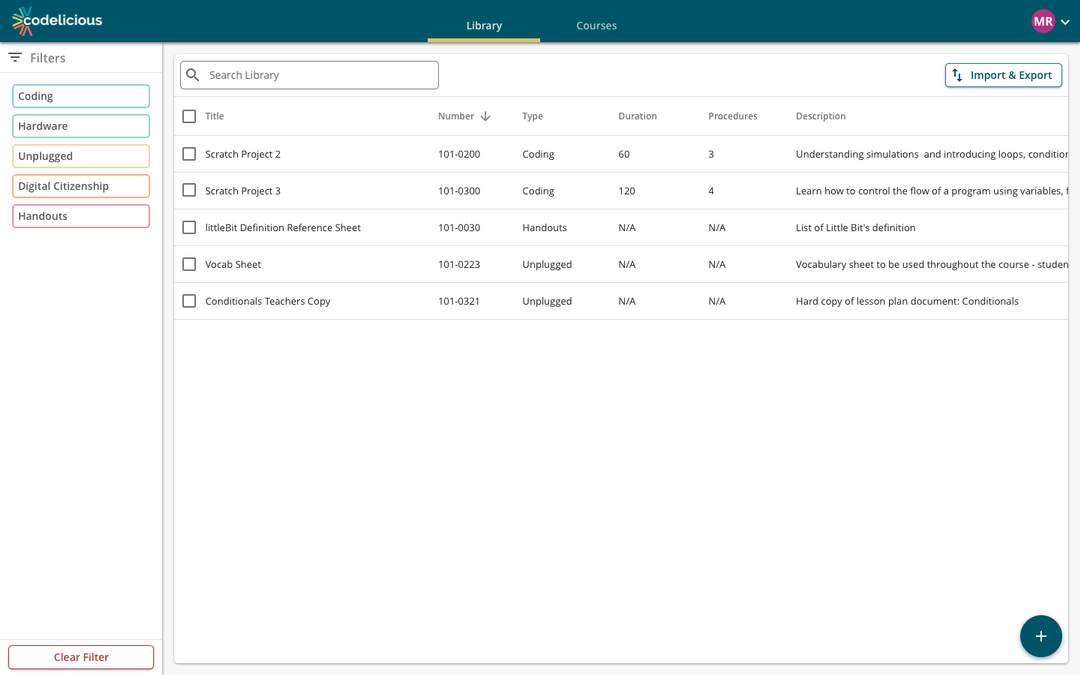 codelicious
Library
Courses
MR
Filters
Coding
Hardware
Unplugged
Digital Citizenship
Handouts
Clear Filter
Search Library
Import & Export
Title Number Type Duration Procedures Description
Scratch Project 2 101-0200 Coding 60 3 Understanding simulations and introducing loops, condition
Scratch Project 3 101-0300 Coding 120 4 Learn how to control the flow of a program using variables, f
littleBit Definition Reference Sheet 101-0030 Handouts N/A N/A List of Little Bit's definition
Vocab Sheet 101-0223 Unplugged N/A N/A Vocabulary sheet to be used throughout the course - studen
Conditionals Teachers Copy 101-0321 Unplugged N/A N/A Hard copy of lesson plan document: Conditionals